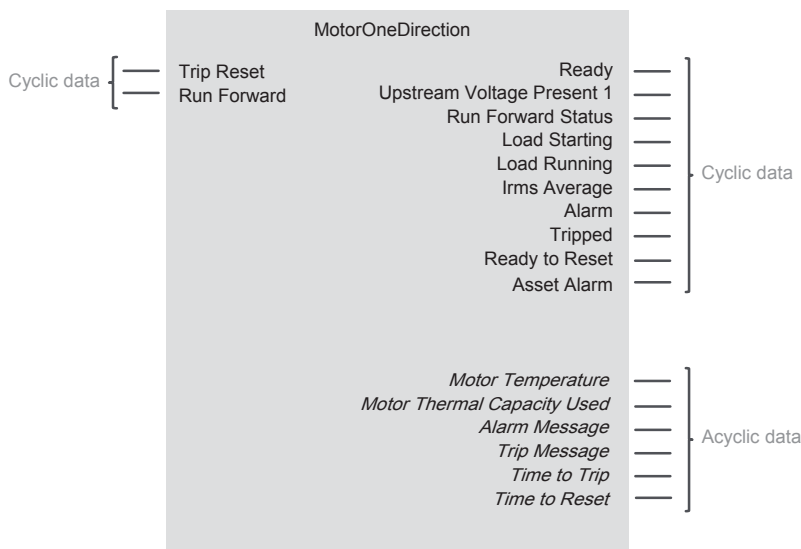 MotorOneDirection
Cyclic data
Trip Reset
Run Forward
Ready
Upstream Voltage Present 1
Run Forward Status
Load Starting
Load Running
Irms Average
Alarm
Tripped
Ready to Reset
Asset Alarm
Cyclic data
Motor Temperature
Motor Thermal Capacity Used
Alarm Message
Trip Message
Time to Trip
Time to Reset
Acyclic data